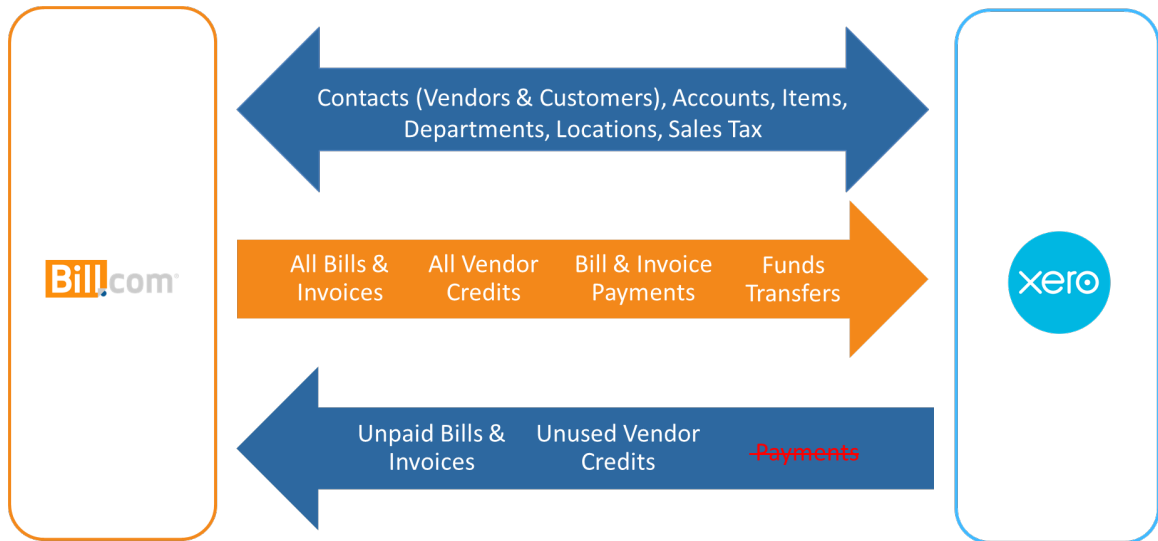 Contacts (Vendors & Customers), Accounts, Items,
Departments, Locations, Sales Tax
Bill.com®
All Bills &
Invoices
All Vendor
Credits
Bill & Invoice
Payments
Funds
Transfers
xero
Unpaid Bills &
Invoices
Unused Vendor
Credits
Payments